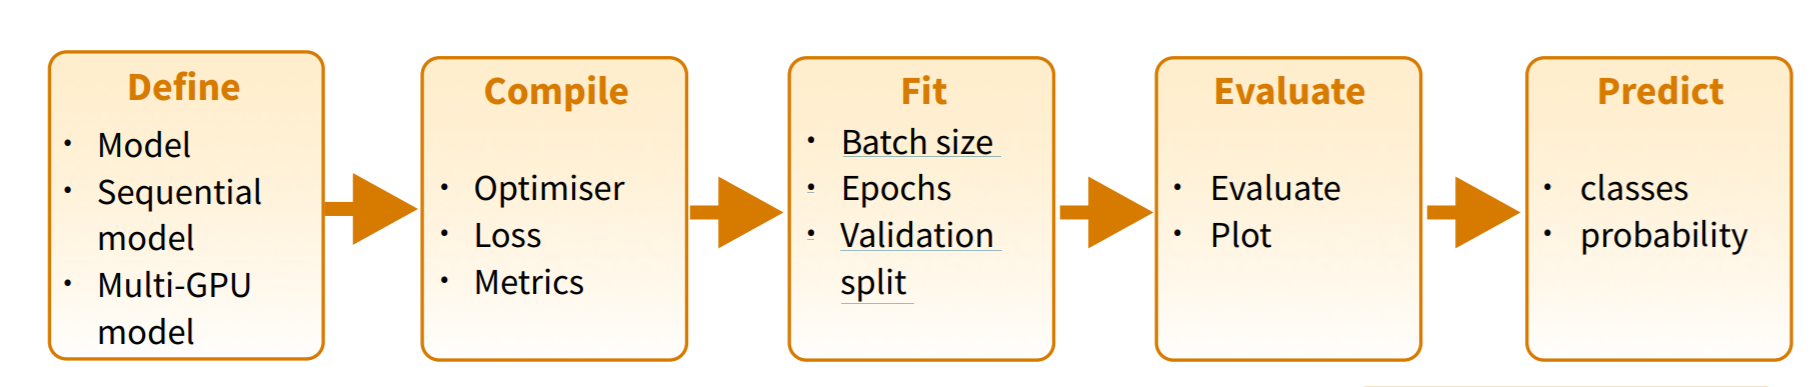 Define
• Model
• Sequential
model
• Multi-GPU
model
Compile
• Optimiser
• Loss
• Metrics
Fit
• Batch size
• Epochs
• Validation
split
Evaluate
• Evaluate
• Plot
Predict
• classes
• probability